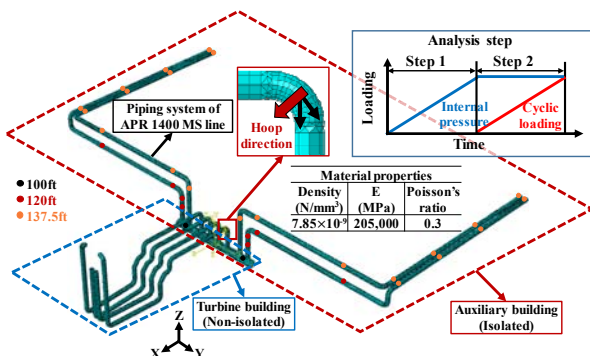 Analysis step
Step 1 Step 2
Loading
Internal
pressure
Cyclic
loading
Time
Piping system of
APR 1400 MS line
Hoop
direction
100ft
120ft
137.5ft
Material properties
Density
(N/mm³)
E
(MPa)
Poisson's
ratio
7.85×10⁻⁹ 205,000 0.3
Turbine building
(Non-isolated)
Auxiliary building
(Isolated)
Z
X Y